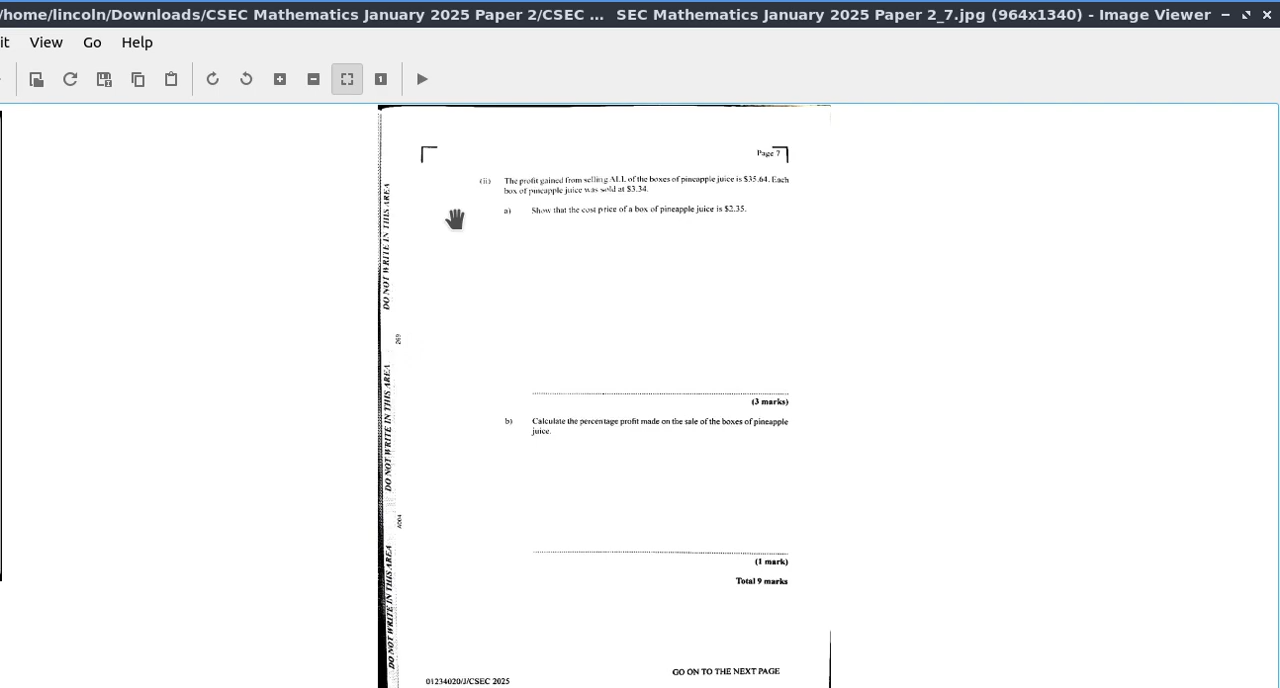 /home/lincoln/Downloads/CSEC Mathematics January 2025 Paper 2/CSEC ... SEC Mathematics January 2025 Paper 2_7.jpg (964x1340) - Image Viewer
it View Go Help
1
Page 7
(ii) The profit gained from selling ALL of the boxes of pineapple juice is $35.64. Each
box of pineapple juice was sold at $3.34.
a) Show that the cost price of a box of pineapple juice is $2.35.
DO NOT WRITE IN THIS AREA
269
(3 marks)
b) Calculate the percentage profit made on the sale of the boxes of pineapple
juice.
DO NOT WRITE IN THIS AREA
(1 mark)
Total 9 marks
DO NOT WRITE IN THIS AREA
GO ON TO THE NEXT PAGE
01234020/J/CSEC 2025